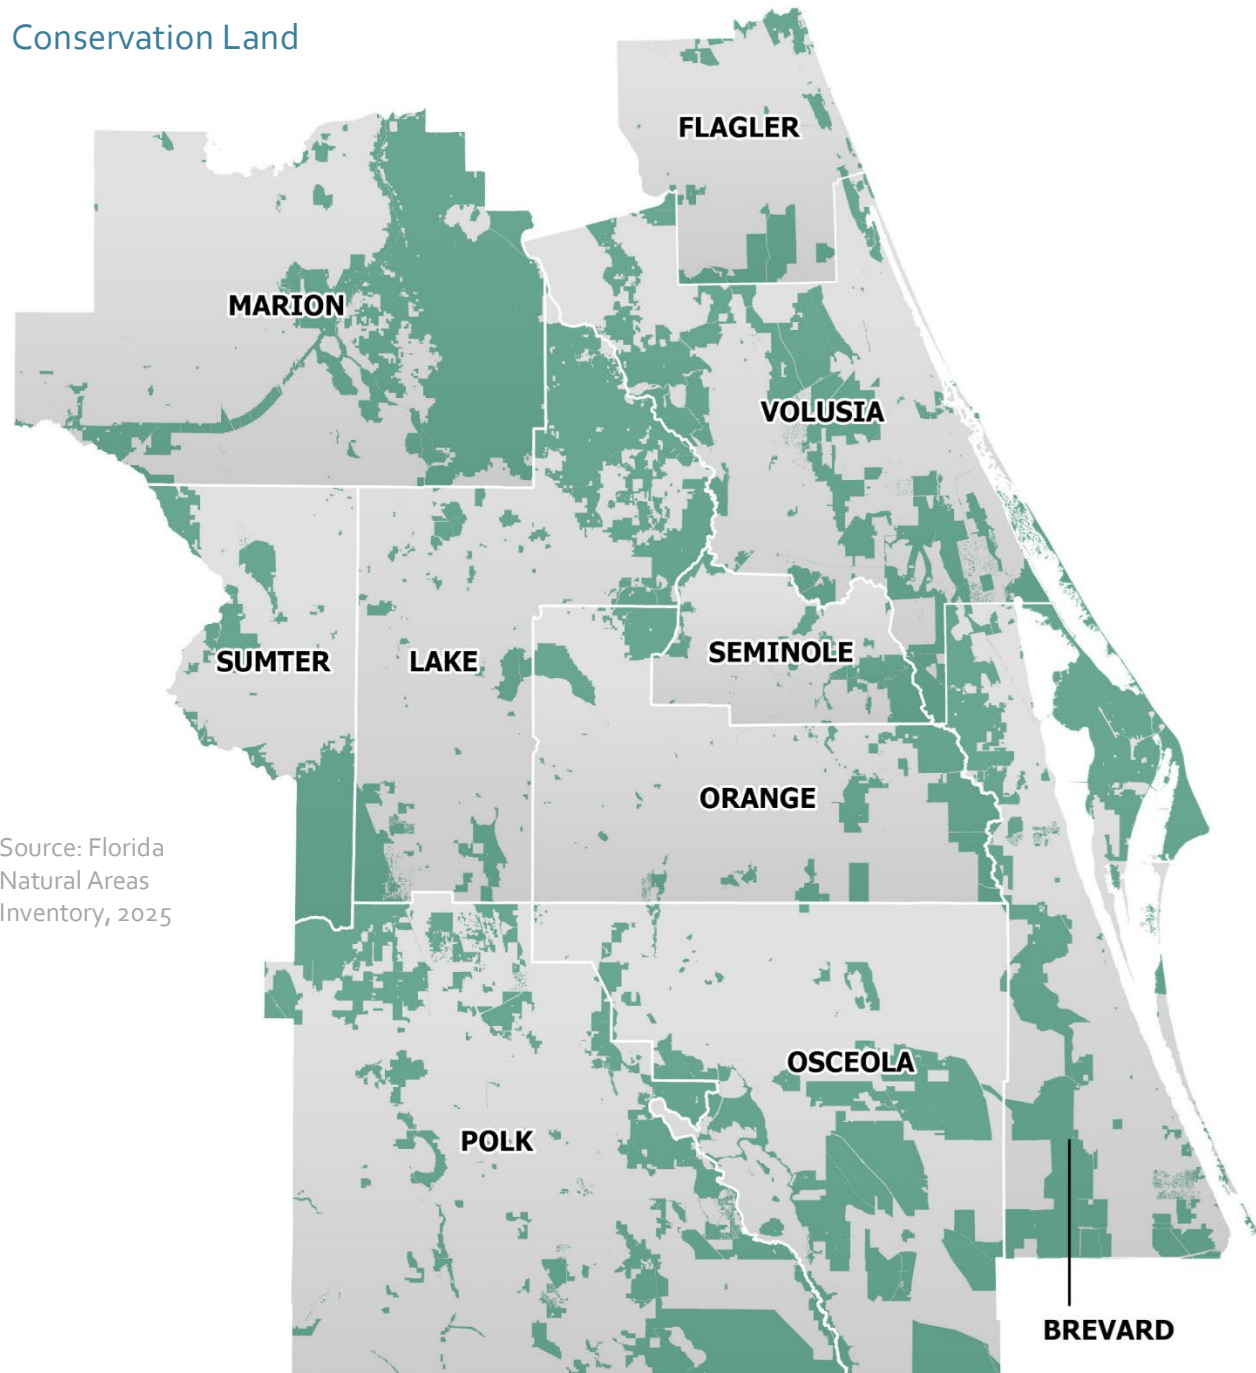 Conservation Land
FLAGLER
MARION
VOLUSIA
SUMTER
LAKE
SEMINOLE
ORANGE
Source: Florida
Natural Areas
Inventory, 2025
OSCEOLA
POLK
BREVARD